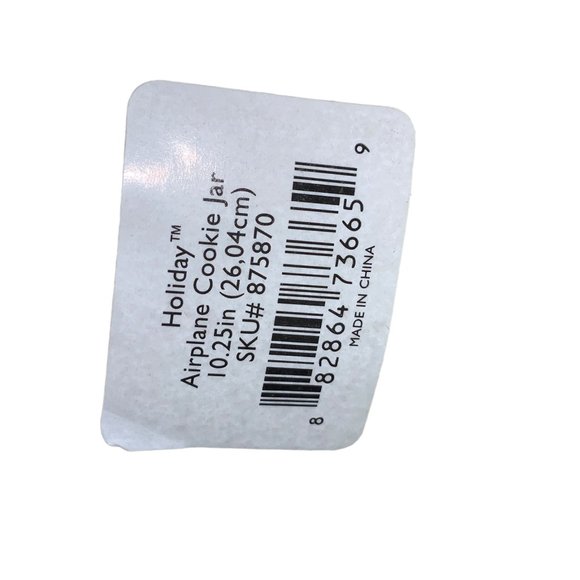 Holiday™
Airplane Cookie Jar
10.25in (26,04cm)
SKU# 875870
8 82864 73665 9
MADE IN CHINA